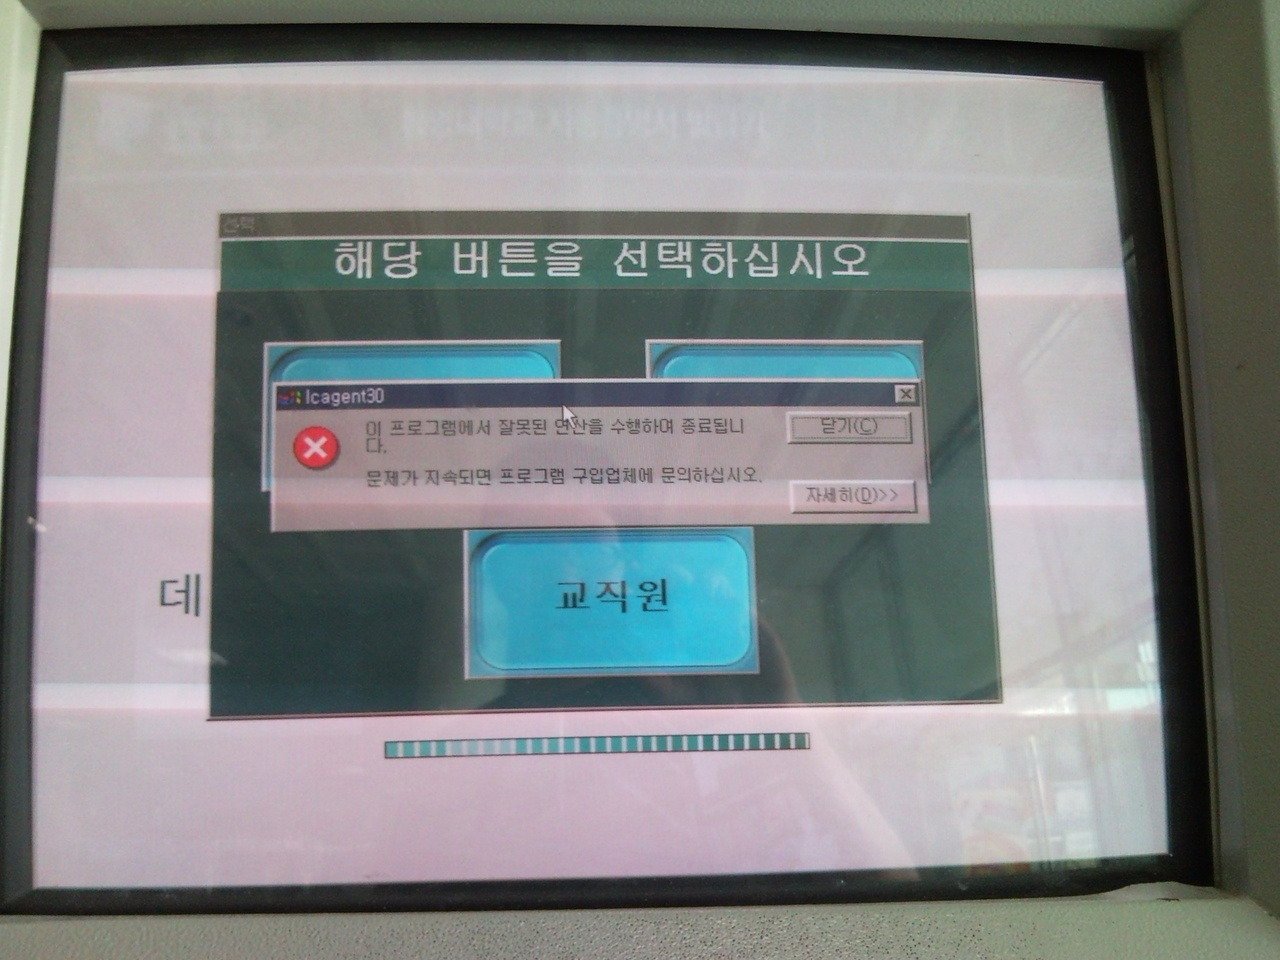 해당 버튼을 선택하십시오
Icagent30
이 프로그램에서 잘못된 연산을 수행하여 종료됩니
다.
문제가 지속되면 프로그램 구입업체에 문의하십시오.
닫기(C)
자세히(D)>>
교직원
데